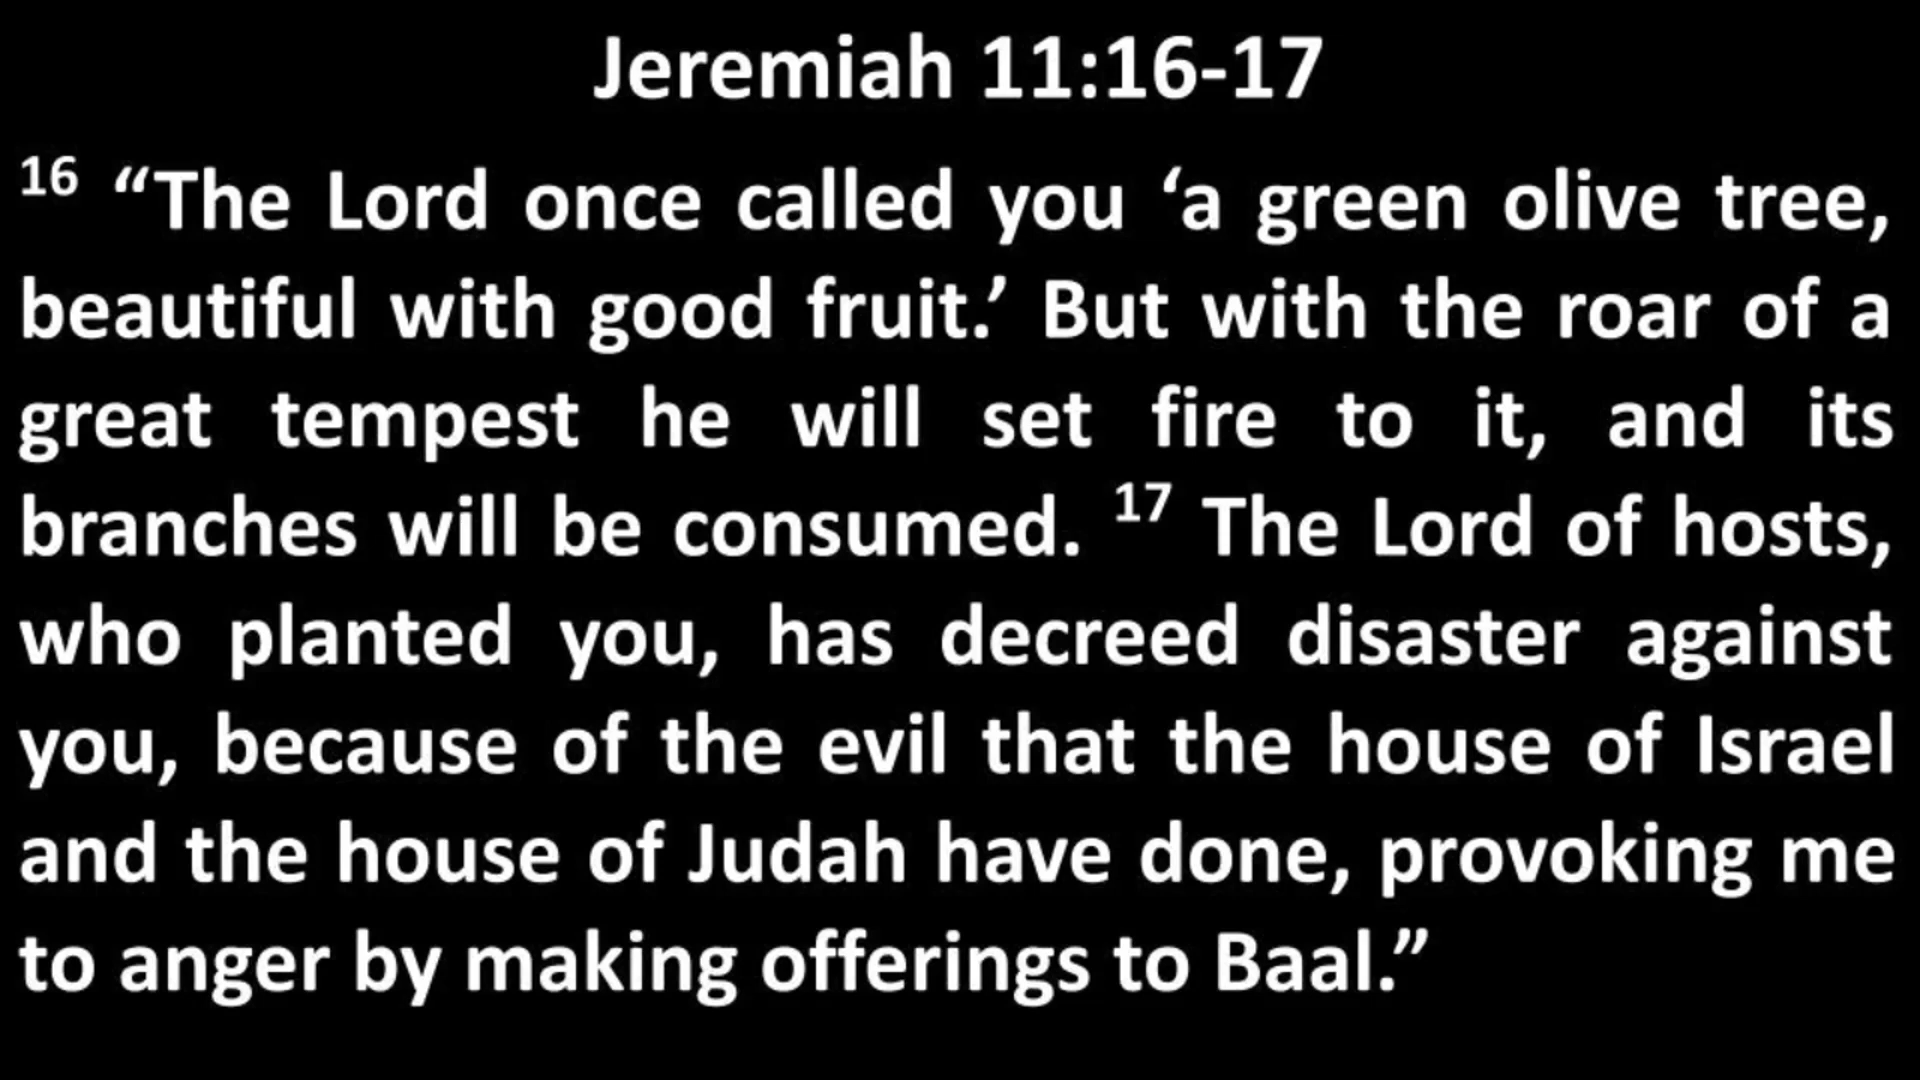 Jeremiah 11:16-17
16 “The Lord once called you ‘a green olive tree,
beautiful with good fruit.’ But with the roar of a
great tempest he will set fire to it, and its
branches will be consumed. 17 The Lord of hosts,
who planted you, has decreed disaster against
you, because of the evil that the house of Israel
and the house of Judah have done, provoking me
to anger by making offerings to Baal.”